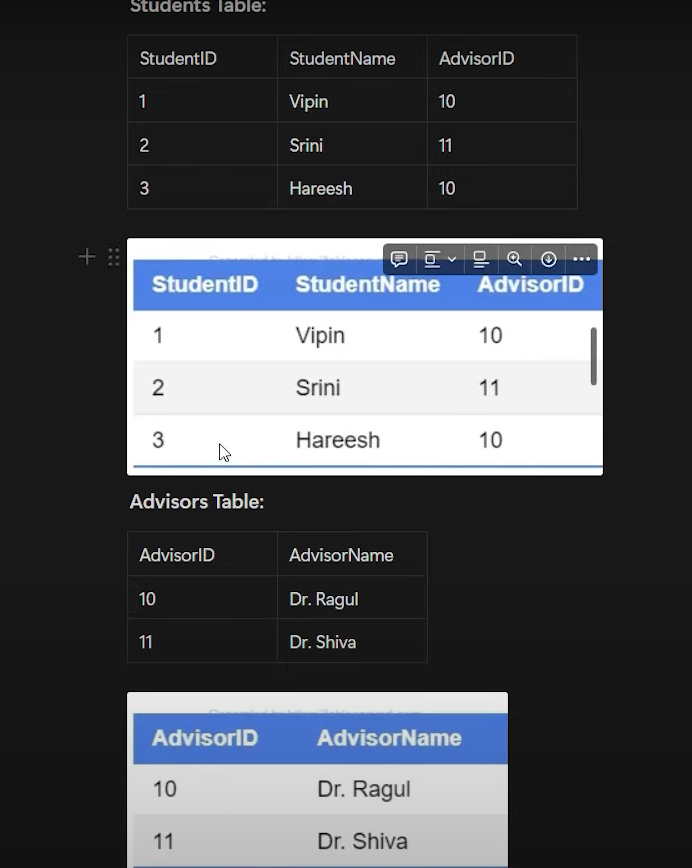 Students Table:
StudentID StudentName AdvisorID
1 Vipin 10
2 Srini 11
3 Hareesh 10
StudentID StudentName AdvisorID
1 Vipin 10
2 Srini 11
3 Hareesh 10
Advisors Table:
AdvisorID AdvisorName
10 Dr. Ragul
11 Dr. Shiva
AdvisorID AdvisorName
10 Dr. Ragul
11 Dr. Shiva